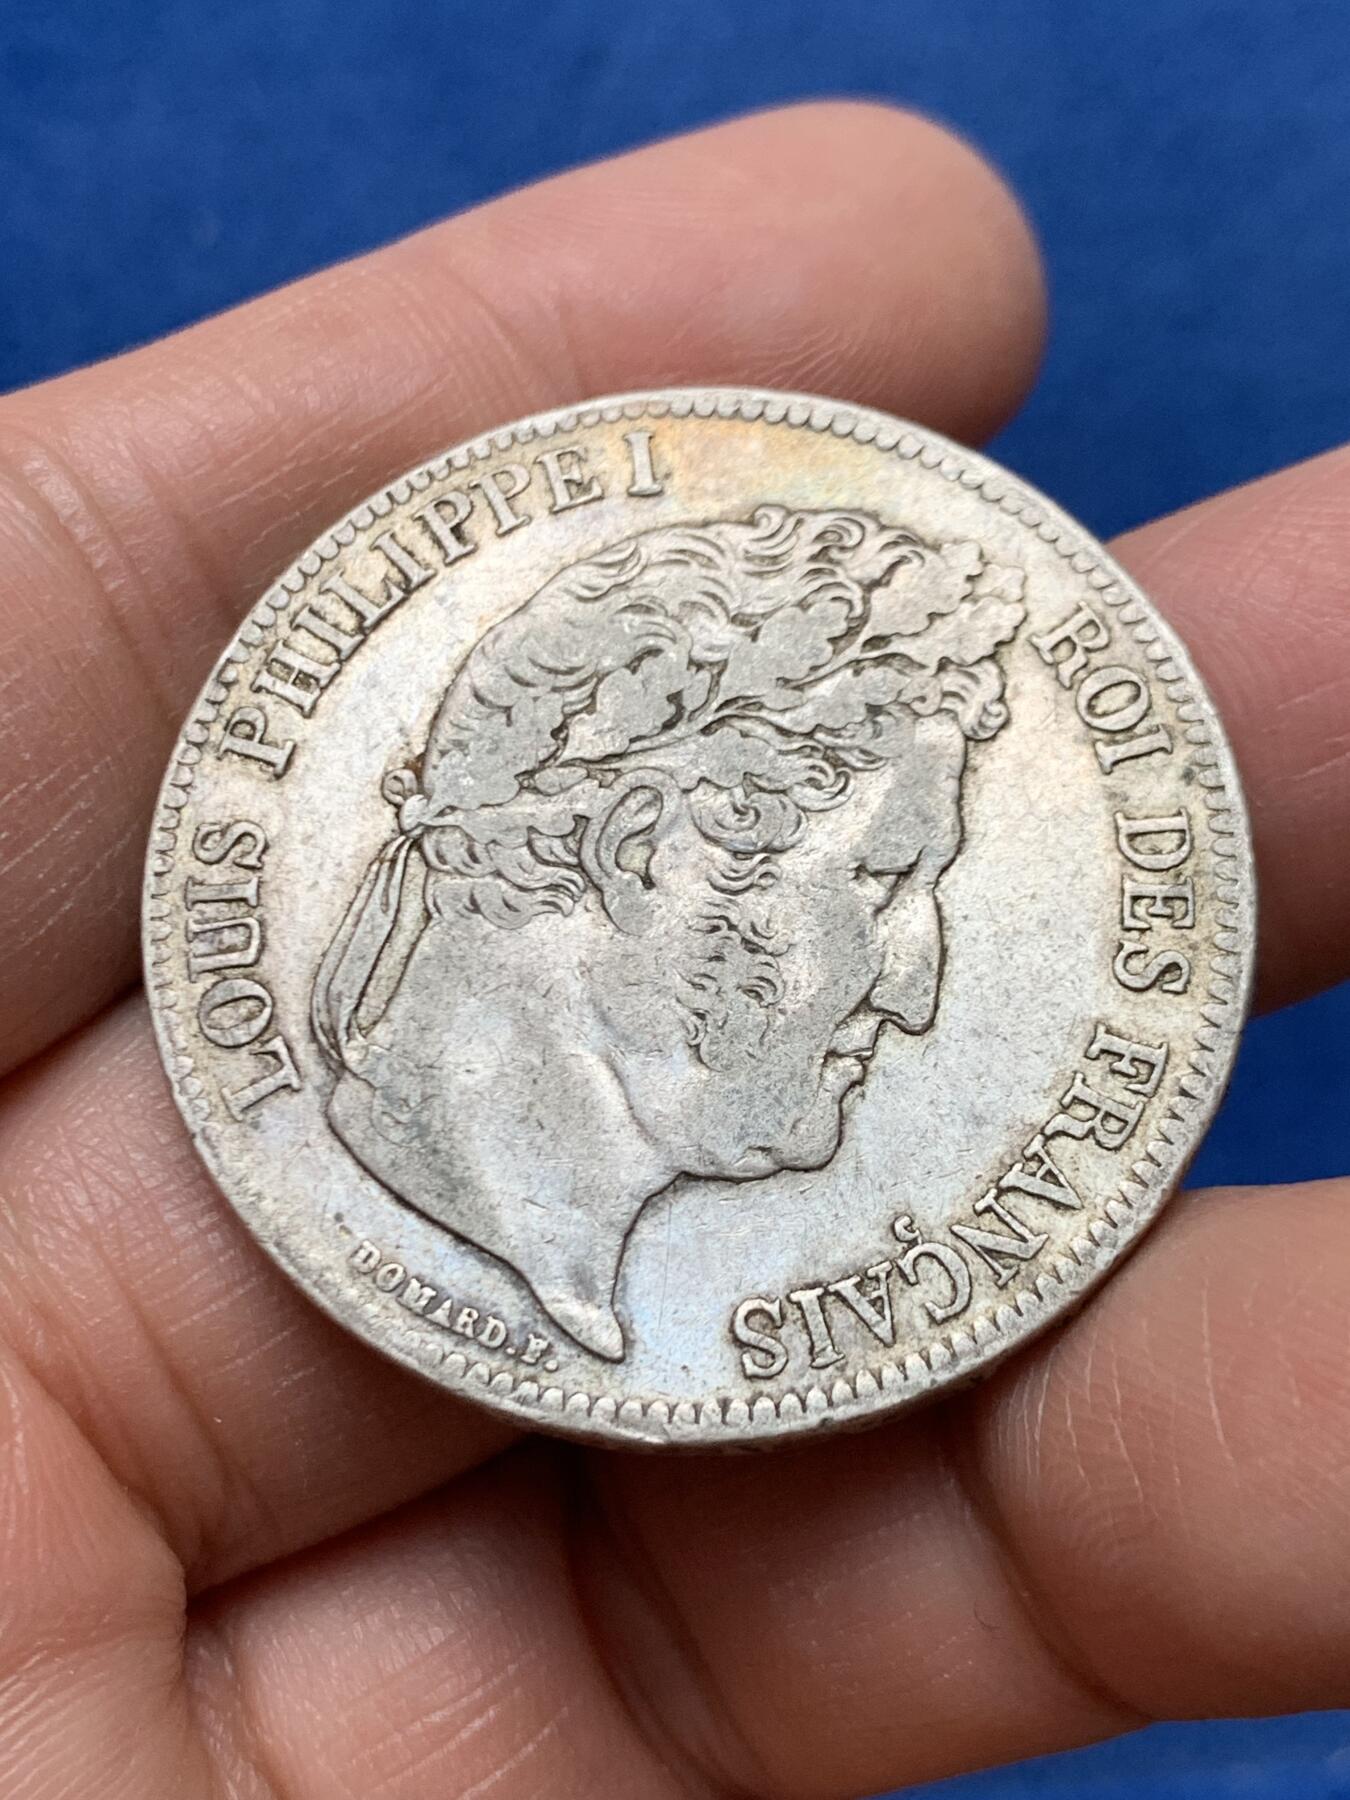 LOUIS PHILIPPE I
ROI DES FRANÇAIS
DOMARD.F.